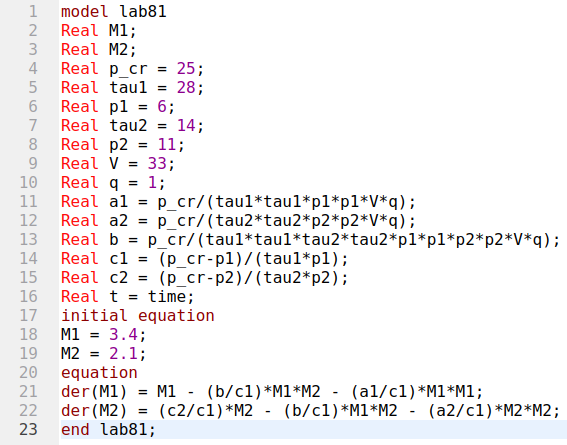 1 model lab81
2 Real M1;
3 Real M2;
4 Real p_cr = 25;
5 Real tau1 = 28;
6 Real p1 = 6;
7 Real tau2 = 14;
8 Real p2 = 11;
9 Real V = 33;
10 Real q = 1;
11 Real a1 = p_cr/(tau1*tau1*p1*p1*V*q);
12 Real a2 = p_cr/(tau2*tau2*p2*p2*V*q);
13 Real b = p_cr/(tau1*tau1*tau2*tau2*p1*p1*p2*p2*V*q);
14 Real c1 = (p_cr-p1)/(tau1*p1);
15 Real c2 = (p_cr-p2)/(tau2*p2);
16 Real t = time;
17 initial equation
18 M1 = 3.4;
19 M2 = 2.1;
20 equation
21 der(M1) = M1 - (b/c1)*M1*M2 - (a1/c1)*M1*M1;
22 der(M2) = (c2/c1)*M2 - (b/c1)*M1*M2 - (a2/c1)*M2*M2;
23 end lab81;